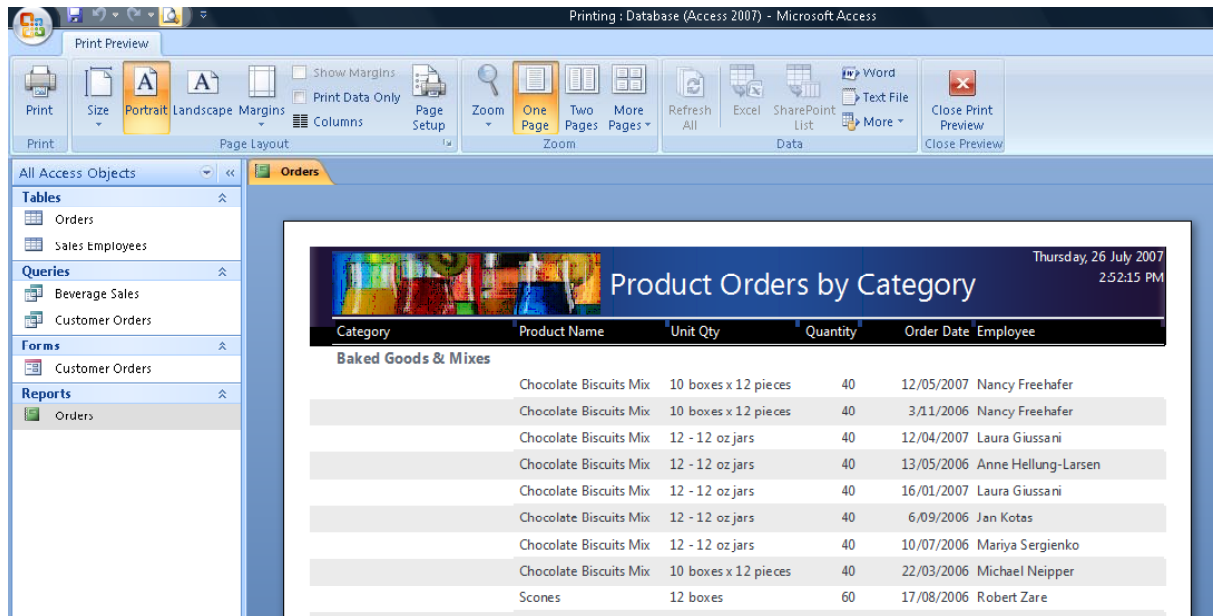 Printing : Database (Access 2007) - Microsoft Access
Print Preview
Print
Size
Portrait
Landscape
Margins
Show Margins
Print Data Only
Columns
Page Setup
Zoom
One Page
Two Pages
More Pages
Refresh All
Excel
SharePoint List
Word
Text File
More
Close Print Preview
Print
Page Layout
Zoom
Data
Close Preview
All Access Objects
Tables
Orders
Sales Employees
Queries
Beverage Sales
Customer Orders
Forms
Customer Orders
Reports
Orders
Orders
Thursday, 26 July 2007
2:52:15 PM
Product Orders by Category
Category Product Name Unit Qty Quantity Order Date Employee
Baked Goods & Mixes
Chocolate Biscuits Mix 10 boxes x 12 pieces 40 12/05/2007 Nancy Freehafer
Chocolate Biscuits Mix 10 boxes x 12 pieces 40 3/11/2006 Nancy Freehafer
Chocolate Biscuits Mix 12 - 12 oz jars 40 12/04/2007 Laura Giussani
Chocolate Biscuits Mix 12 - 12 oz jars 40 13/05/2006 Anne Hellung-Larsen
Chocolate Biscuits Mix 12 - 12 oz jars 40 16/01/2007 Laura Giussani
Chocolate Biscuits Mix 12 - 12 oz jars 40 6/09/2006 Jan Kotas
Chocolate Biscuits Mix 12 - 12 oz jars 40 10/07/2006 Mariya Sergienko
Chocolate Biscuits Mix 10 boxes x 12 pieces 40 22/03/2006 Michael Neipper
Scones 12 boxes 60 17/08/2006 Robert Zare